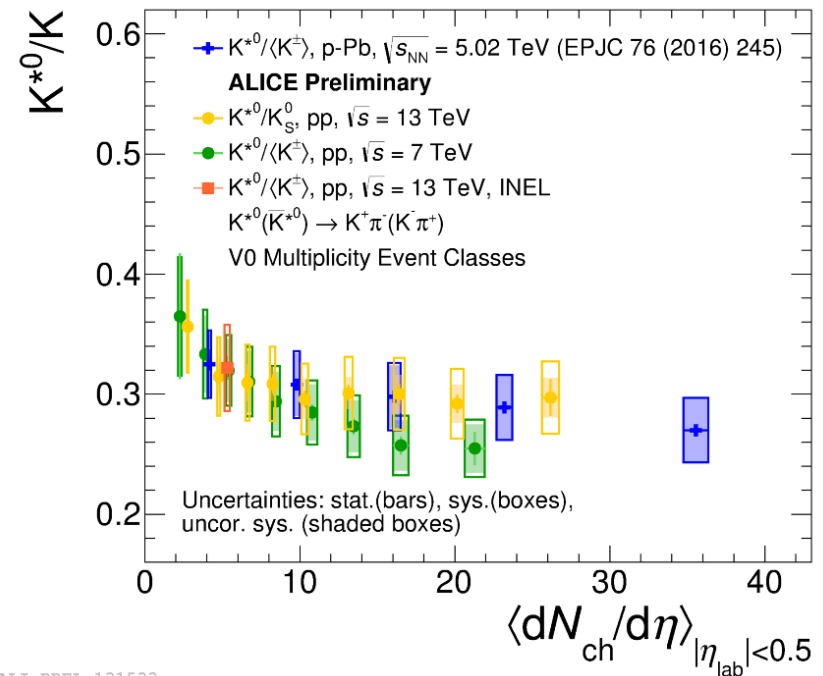 K*⁰/K
0.6
0.5
0.4
0.3
0.2
K*⁰/⟨K±⟩, p-Pb, √sNN = 5.02 TeV (EPJC 76 (2016) 245)
ALICE Preliminary
K*⁰/K⁰S, pp, √s = 13 TeV
K*⁰/⟨K±⟩, pp, √s = 7 TeV
K*⁰/⟨K±⟩, pp, √s = 13 TeV, INEL
K*⁰(K̅*⁰) → K⁺π⁻(K⁻π⁺)
V0 Multiplicity Event Classes
Uncertainties: stat.(bars), sys.(boxes),
uncor. sys. (shaded boxes)
0 10 20 30 40
⟨dNch/dη⟩|ηlab|<0.5